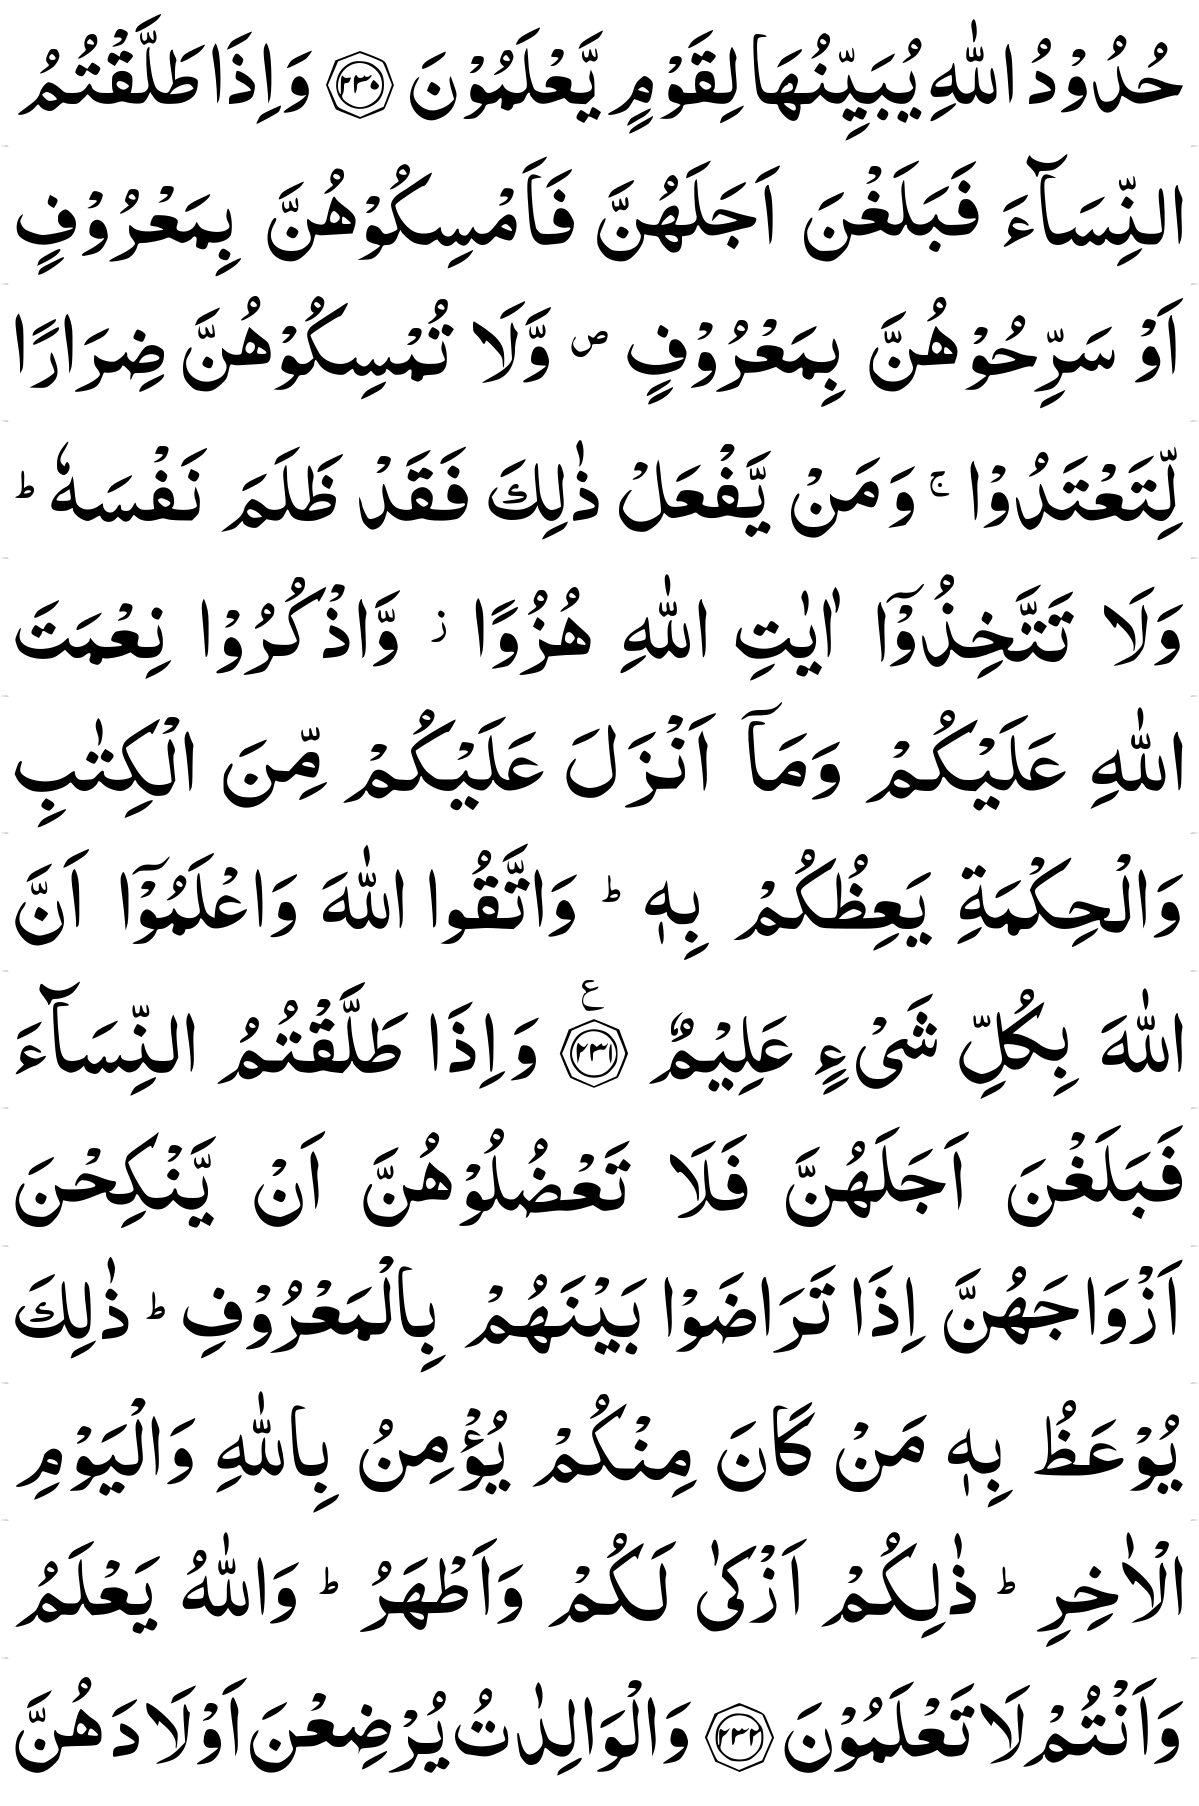 حُدُوْدُ اللّٰهِ يُبَيِّنُهَا لِقَوْمٍ يَّعْلَمُوْنَ ۝٢٣٠ وَاِذَا طَلَّقْتُمُ
النِّسَآءَ فَبَلَغْنَ اَجَلَهُنَّ فَاَمْسِكُوْهُنَّ بِمَعْرُوْفٍ
اَوْ سَرِّحُوْهُنَّ بِمَعْرُوْفٍ ص وَّلَا تُمْسِكُوْهُنَّ ضِرَارًا
لِّتَعْتَدُوْا ۚ وَمَنْ يَّفْعَلْ ذٰلِكَ فَقَدْ ظَلَمَ نَفْسَهٗ ؕ
وَلَا تَتَّخِذُوْٓا اٰيٰتِ اللّٰهِ هُزُوًا ز وَّاذْكُرُوْا نِعْمَتَ
اللّٰهِ عَلَيْكُمْ وَمَآ اَنْزَلَ عَلَيْكُمْ مِّنَ الْكِتٰبِ
وَالْحِكْمَةِ يَعِظُكُمْ بِهٖ ؕ وَاتَّقُوا اللّٰهَ وَاعْلَمُوْٓا اَنَّ
اللّٰهَ بِكُلِّ شَيْءٍ عَلِيْمٌ ۝٢٣١ ع وَاِذَا طَلَّقْتُمُ النِّسَآءَ
فَبَلَغْنَ اَجَلَهُنَّ فَلَا تَعْضُلُوْهُنَّ اَنْ يَّنْكِحْنَ
اَزْوَاجَهُنَّ اِذَا تَرَاضَوْا بَيْنَهُمْ بِالْمَعْرُوْفِ ؕ ذٰلِكَ
يُوْعَظُ بِهٖ مَنْ كَانَ مِنْكُمْ يُؤْمِنُ بِاللّٰهِ وَالْيَوْمِ
الْاٰخِرِ ؕ ذٰلِكُمْ اَزْكٰى لَكُمْ وَاَطْهَرُ ؕ وَاللّٰهُ يَعْلَمُ
وَاَنْتُمْ لَا تَعْلَمُوْنَ ۝٢٣٢ وَالْوَالِدٰتُ يُرْضِعْنَ اَوْلَادَهُنَّ